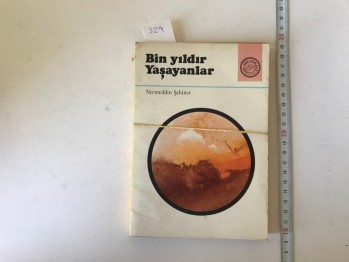 329
Bin yıldır
Yaşayanlar
Necmeddin Şahiner